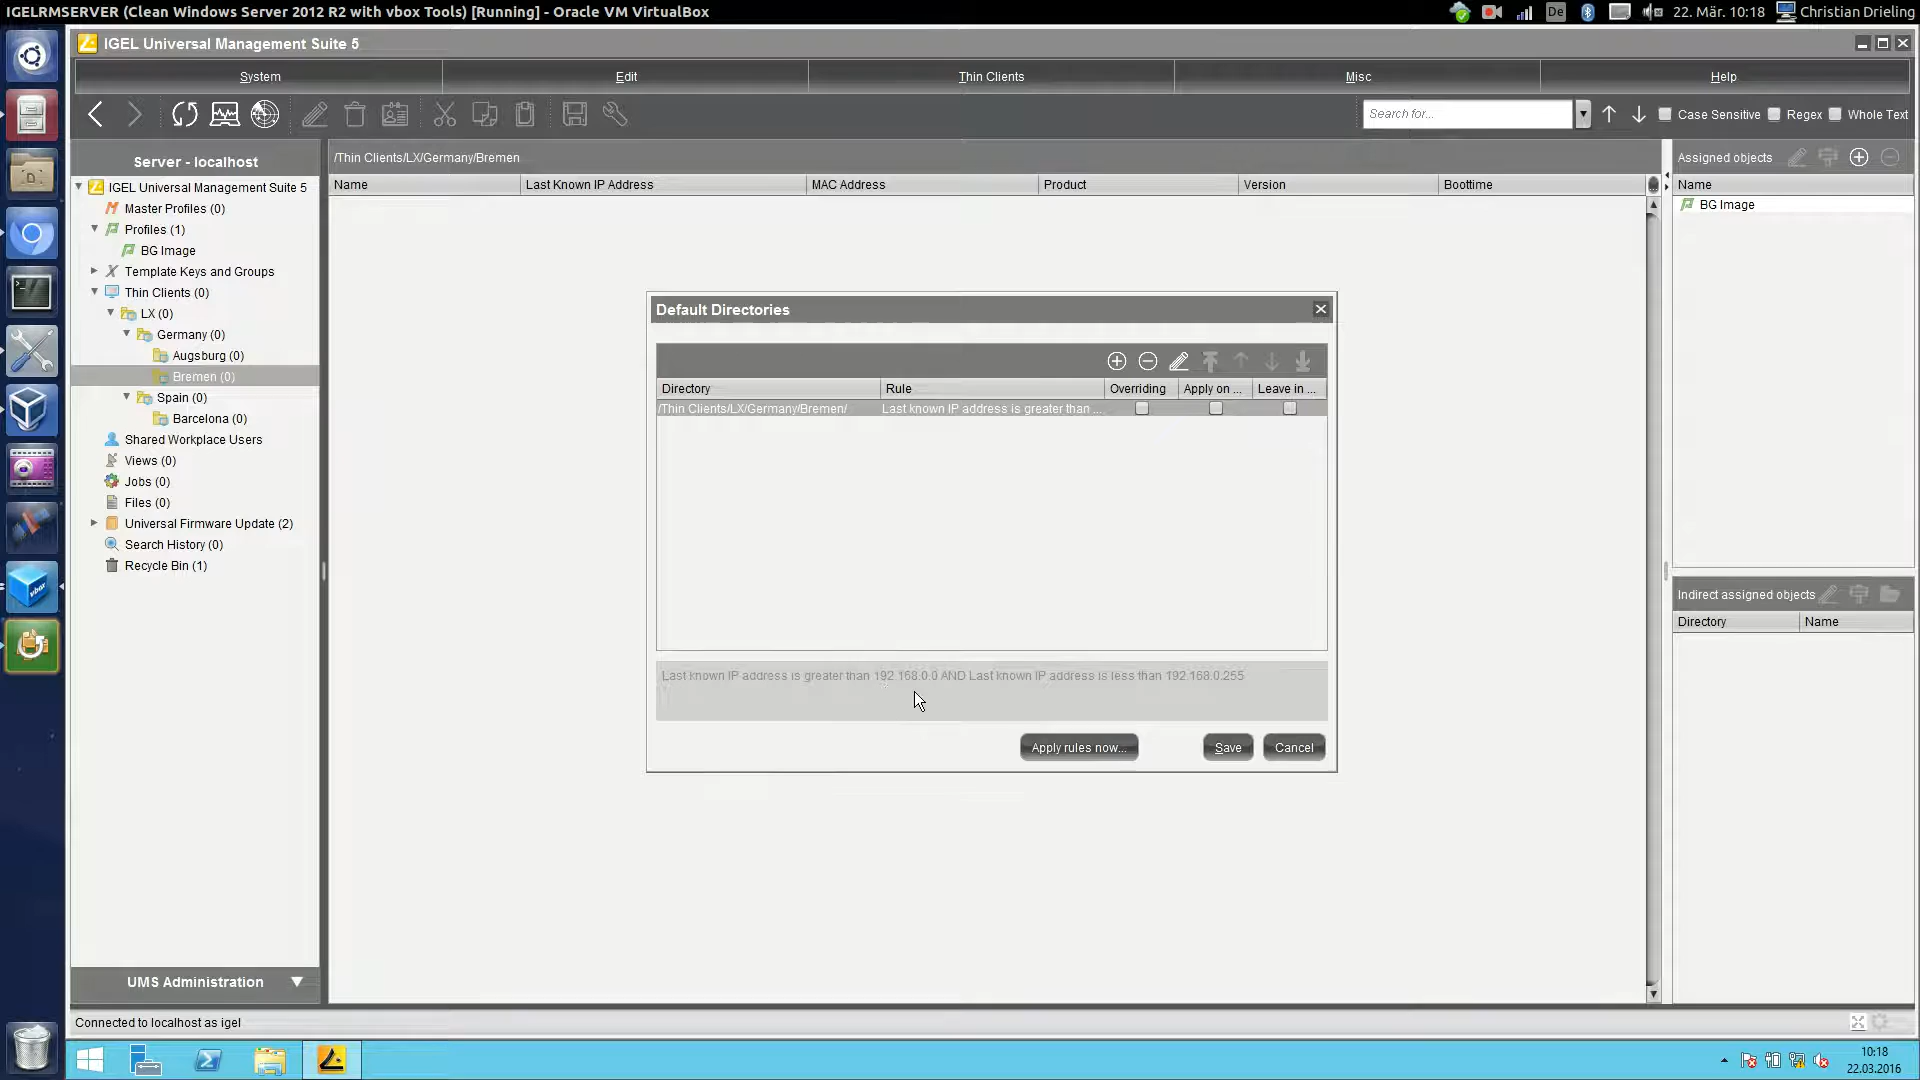 IGELRMSERVER (Clean Windows Server 2012 R2 with vbox Tools) [Running] - Oracle VM VirtualBox
De
22. Mär. 10:18
Christian Drieling
IGEL Universal Management Suite 5
System
Edit
Thin Clients
Misc
Help
Search for...
Case Sensitive
Regex
Whole Text
Server - localhost
IGEL Universal Management Suite 5
Master Profiles (0)
Profiles (1)
BG Image
Template Keys and Groups
Thin Clients (0)
LX (0)
Germany (0)
Augsburg (0)
Bremen (0)
Spain (0)
Barcelona (0)
Shared Workplace Users
Views (0)
Jobs (0)
Files (0)
Universal Firmware Update (2)
Search History (0)
Recycle Bin (1)
UMS Administration
/Thin Clients/LX/Germany/Bremen
Name
Last Known IP Address
MAC Address
Product
Version
Boottime
Default Directories
Directory
Rule
Overriding
Apply on ...
Leave in ...
/Thin Clients/LX/Germany/Bremen/
Last known IP address is greater than ...
Last known IP address is greater than 192.168.0.0 AND Last known IP address is less than 192.168.0.255
Apply rules now...
Save
Cancel
Assigned objects
Name
BG Image
Indirect assigned objects
Directory
Name
Connected to localhost as igel
vbox
10:18
22.03.2016